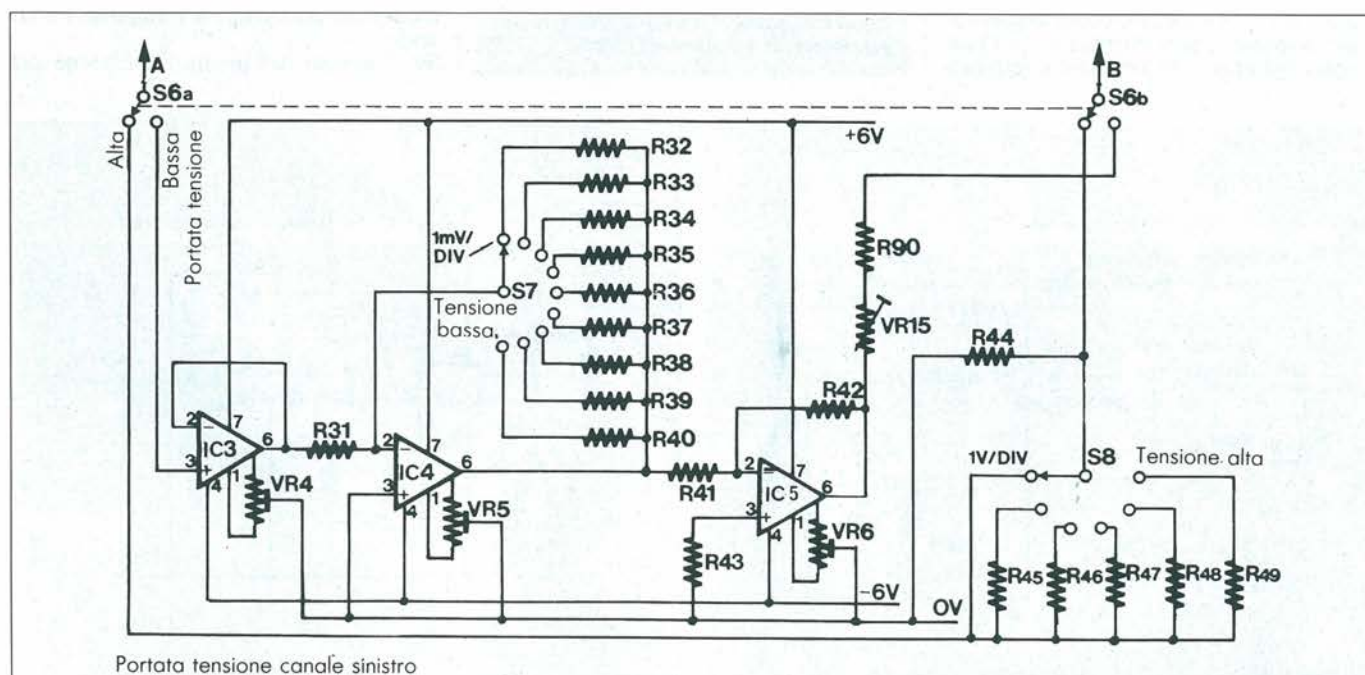 A
S6a
Alta
Bassa
Portata tensione
B
S6b
+6V
R32
R33
R34
R35
R36
R37
R38
R39
R40
1mV/
DIV
S7
Tensione
bassa
R90
VR15
R44
R42
2
7
IC3
6
3
4
1
VR4
R31
2
7
IC4
6
3
4
1
VR5
R41
2
7
IC5
6
3
4
1
VR6
R43
1V/DIV
S8
Tensione alta
R45
R46
R47
R48
R49
-6V
0V
Portata tensione canale sinistro